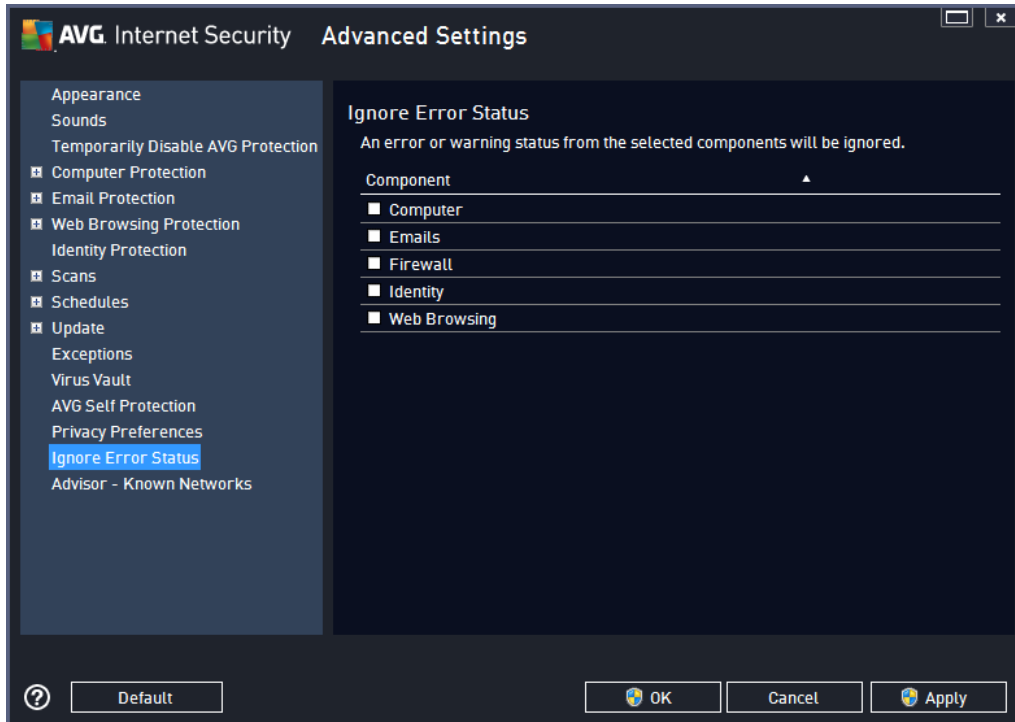 AVG. Internet Security Advanced Settings
Appearance
Sounds
Temporarily Disable AVG Protection
Computer Protection
Email Protection
Web Browsing Protection
Identity Protection
Scans
Schedules
Update
Exceptions
Virus Vault
AVG Self Protection
Privacy Preferences
Ignore Error Status
Advisor - Known Networks
Ignore Error Status
An error or warning status from the selected components will be ignored.
Component
Computer
Emails
Firewall
Identity
Web Browsing
? Default OK Cancel Apply